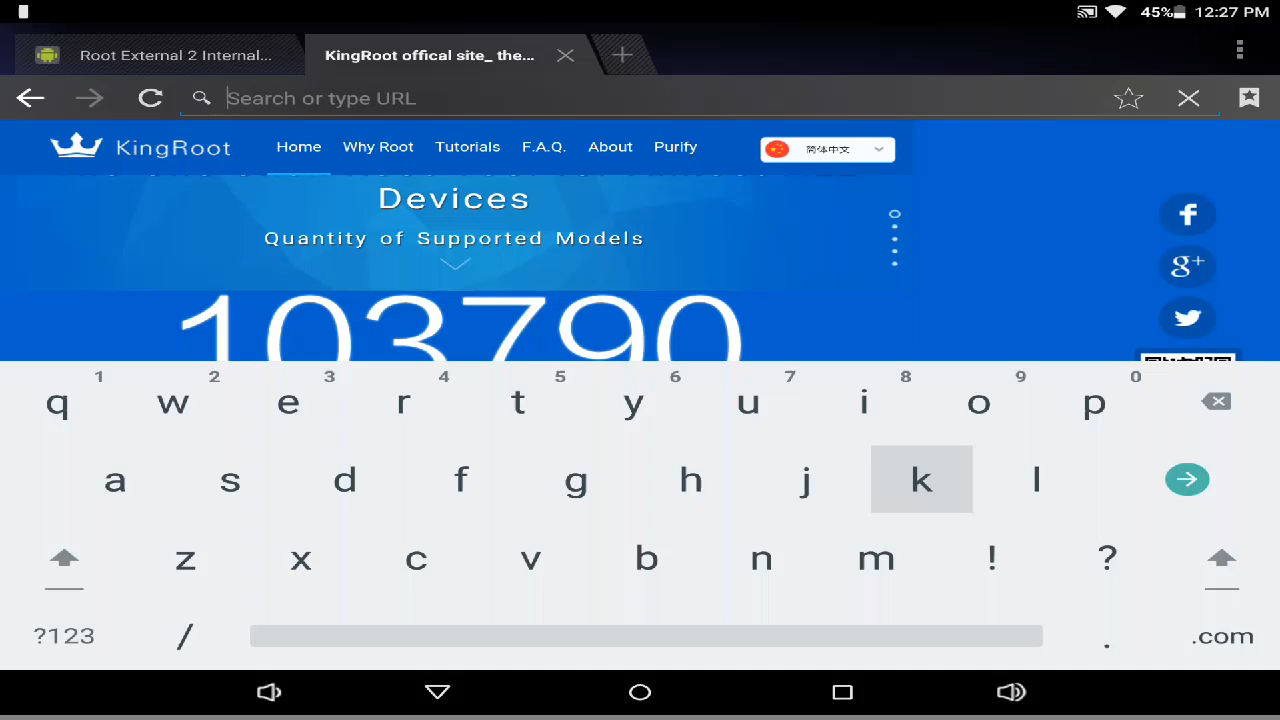 45% 12:27 PM
Root External 2 Internal...
KingRoot offical site_ the...
Search or type URL
KingRoot Home Why Root Tutorials F.A.Q. About Purify 简体中文
Devices
Quantity of Supported Models
103790
f
g+
1 2 3 4 5 6 7 8 9 0
q w e r t y u i o p
a s d f g h j k l
z x c v b n m ! ?
?123 / . .com